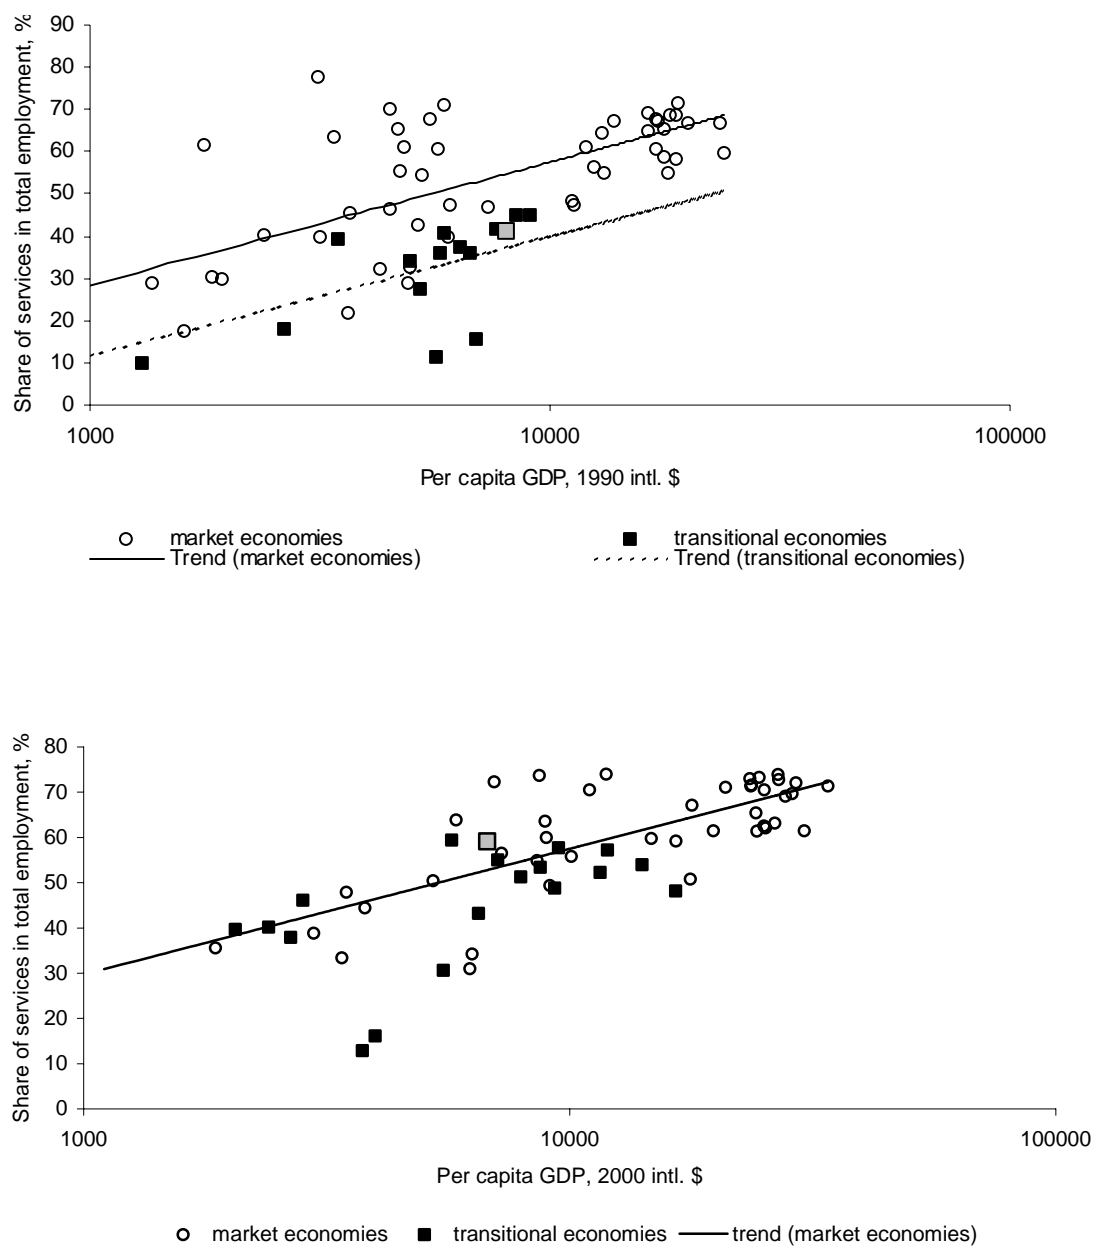 Share of services in total employment, %
90
80
70
60
50
40
30
20
10
0
1000 10000 100000
Per capita GDP, 1990 intl. $
market economies transitional economies
Trend (market economies) Trend (transitional economies)
Share of services in total employment, %
80
70
60
50
40
30
20
10
0
1000 10000 100000
Per capita GDP, 2000 intl. $
market economies transitional economies trend (market economies)